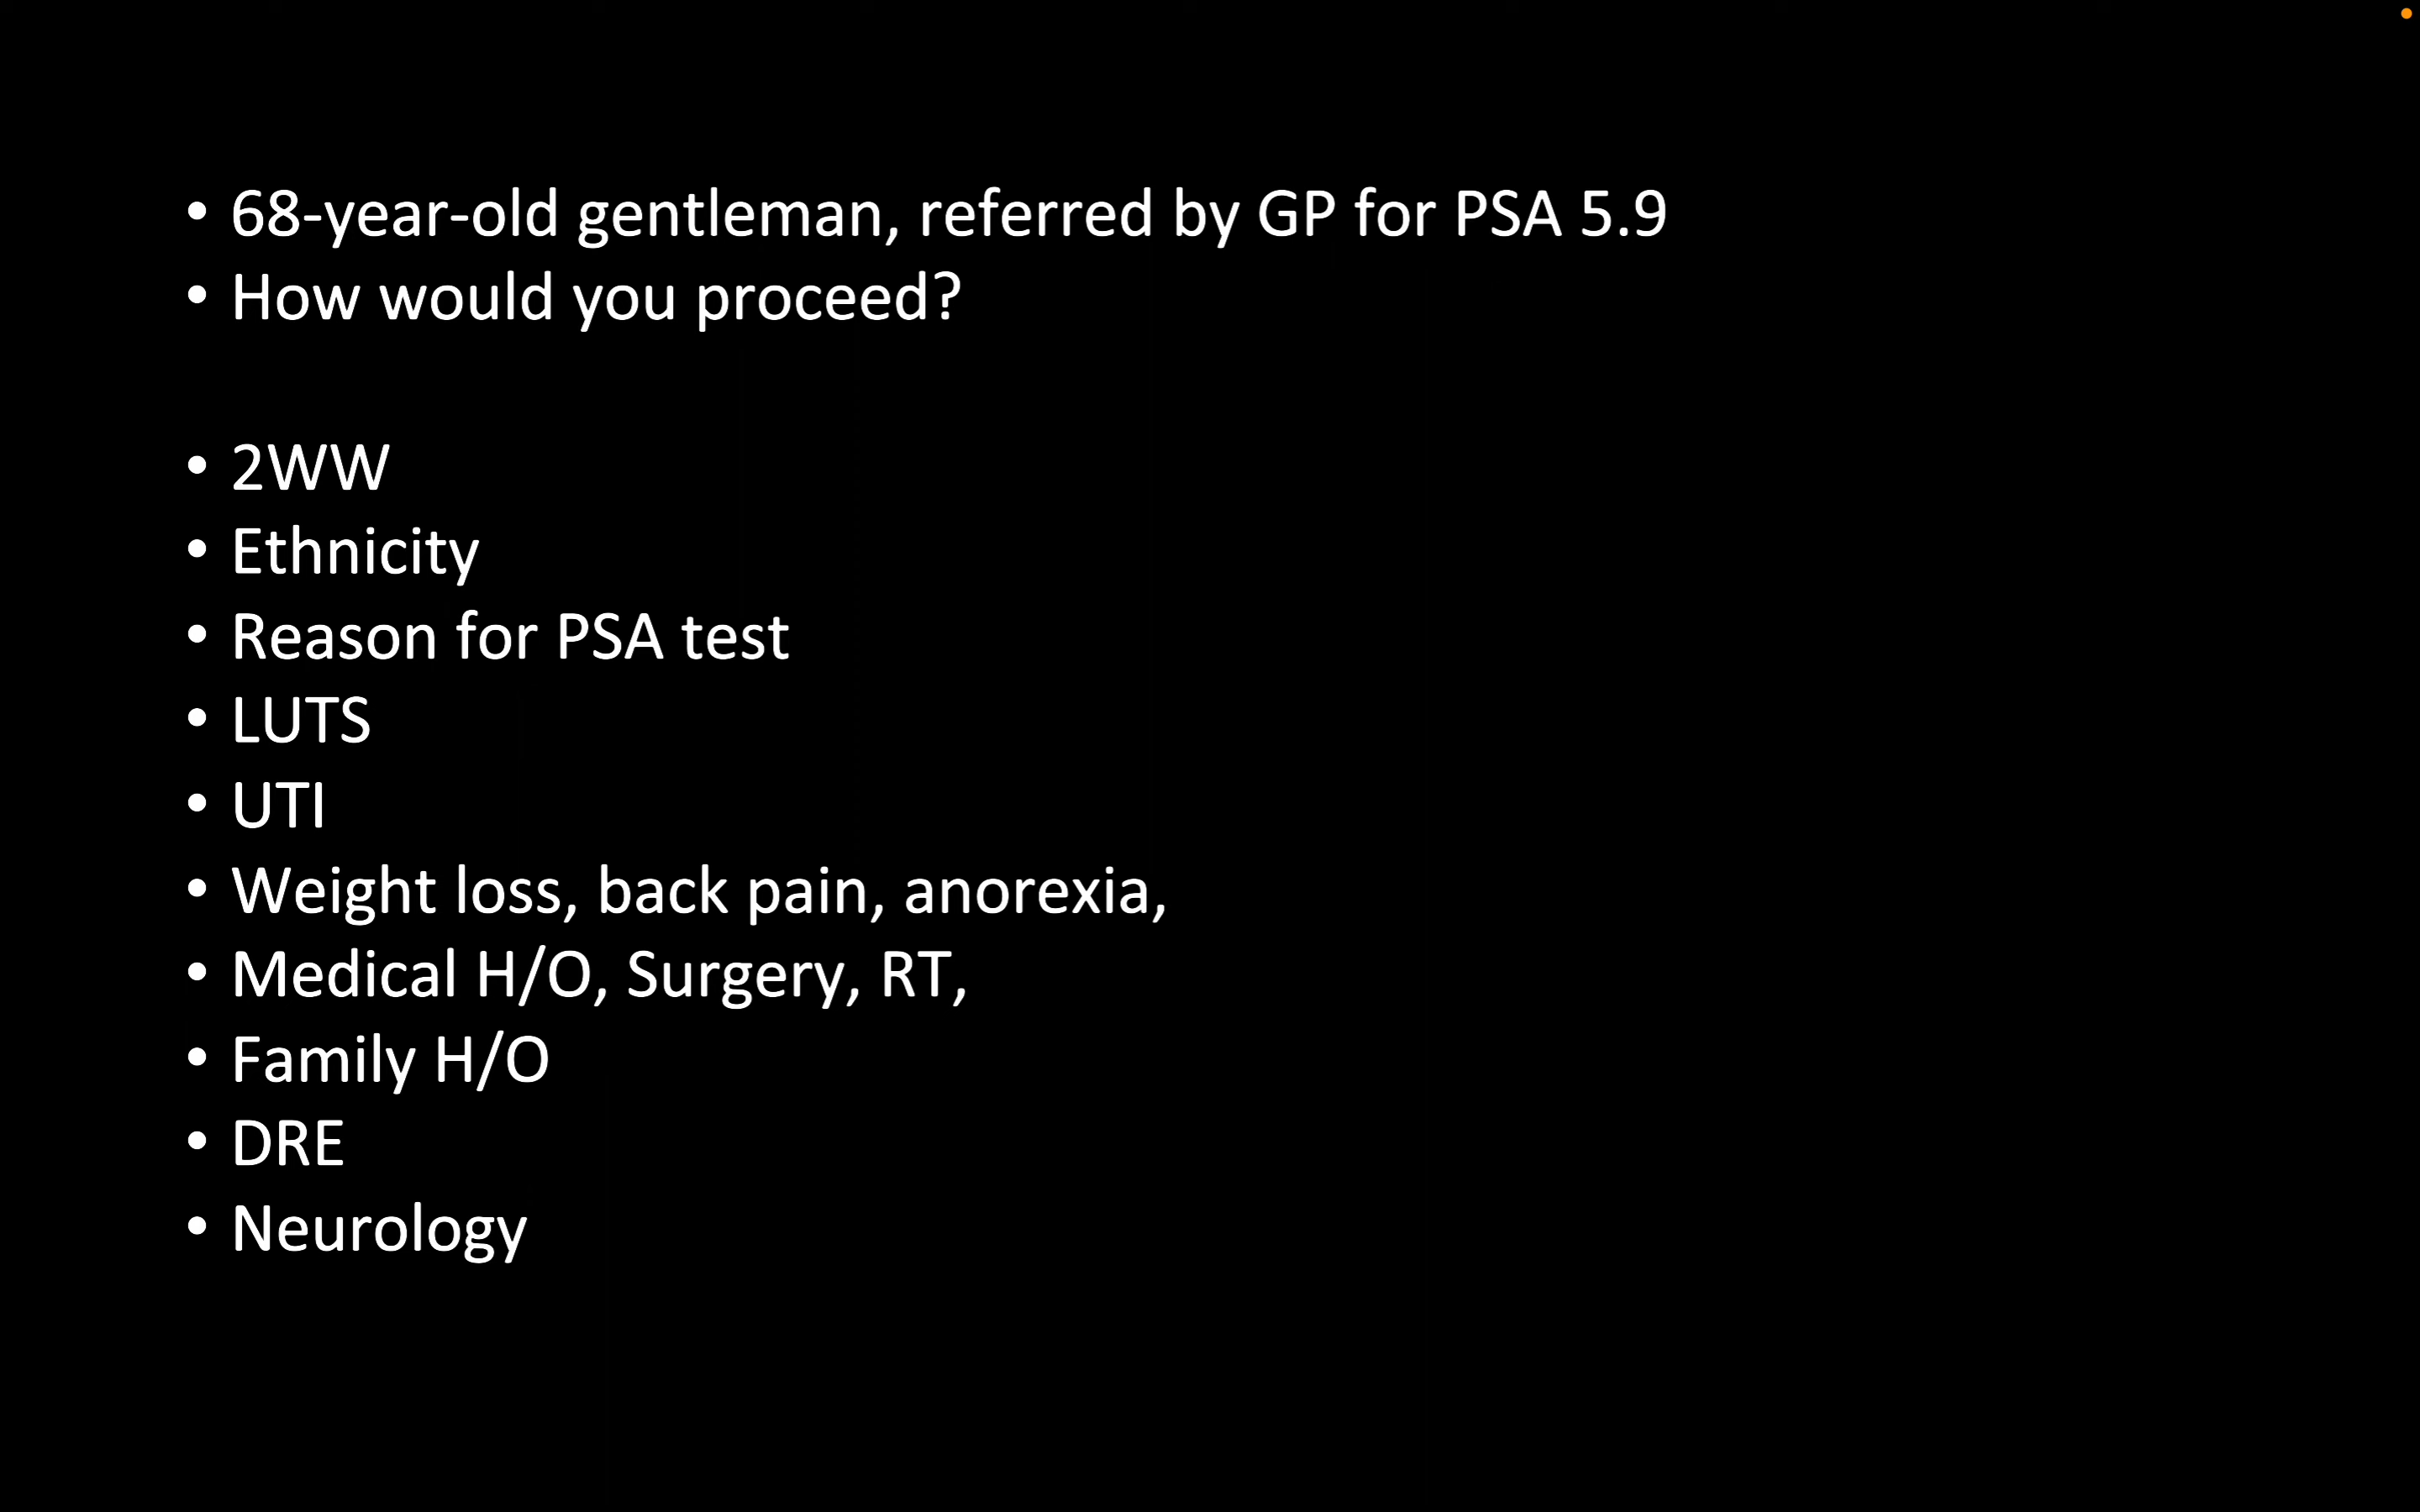 • 68-year-old gentleman, referred by GP for PSA 5.9
• How would you proceed?
• 2WW
• Ethnicity
• Reason for PSA test
• LUTS
• UTI
• Weight loss, back pain, anorexia,
• Medical H/O, Surgery, RT,
• Family H/O
• DRE
• Neurology